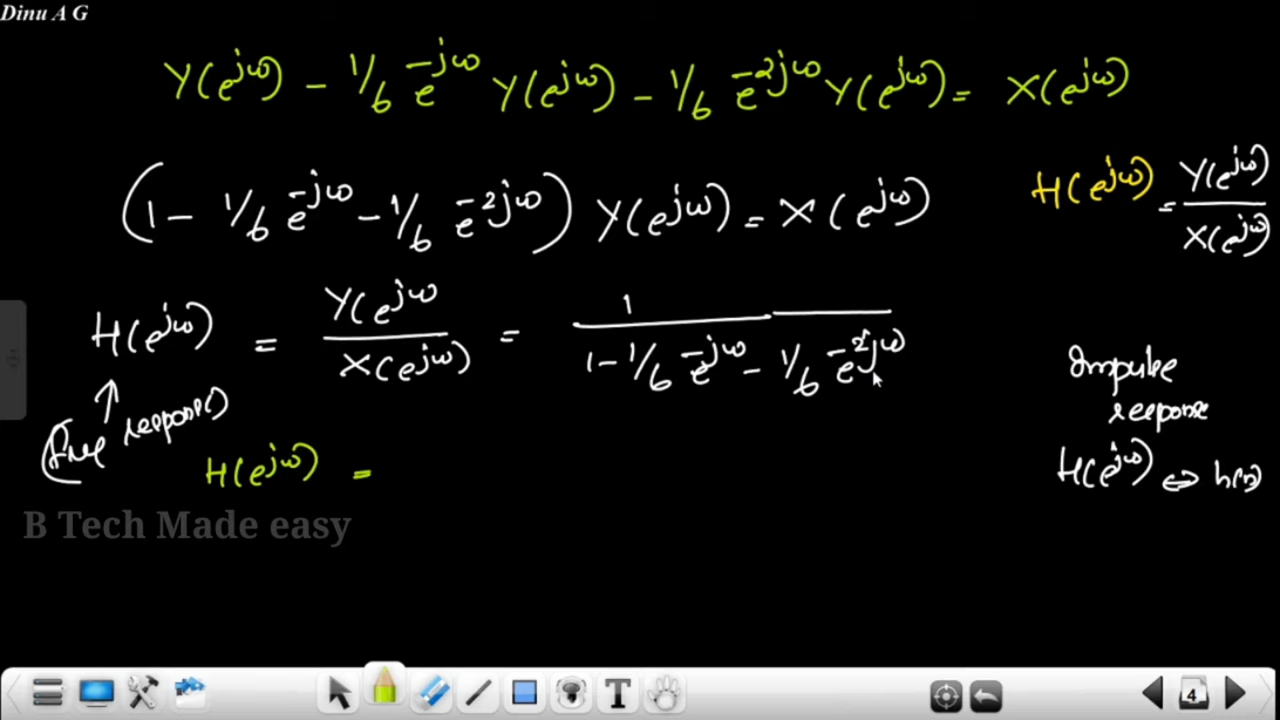 Dinu A G
Y(e^jω) - 1/6 e^-jω Y(e^jω) - 1/6 e^-2jω Y(e^jω) = X(e^jω)
(1 - 1/6 e^-jω - 1/6 e^-2jω) Y(e^jω) = X(e^jω)
H(e^jω) = Y(e^jω) / X(e^jω)
H(e^jω) = Y(e^jω / X(e^jω) = 1 / 1 - 1/6 e^-jω - 1/6 e^-2jω
response)
H(e^jω) =
Impulse
response
H(e^jω) ⇔ h(n)
B Tech Made easy
4
T